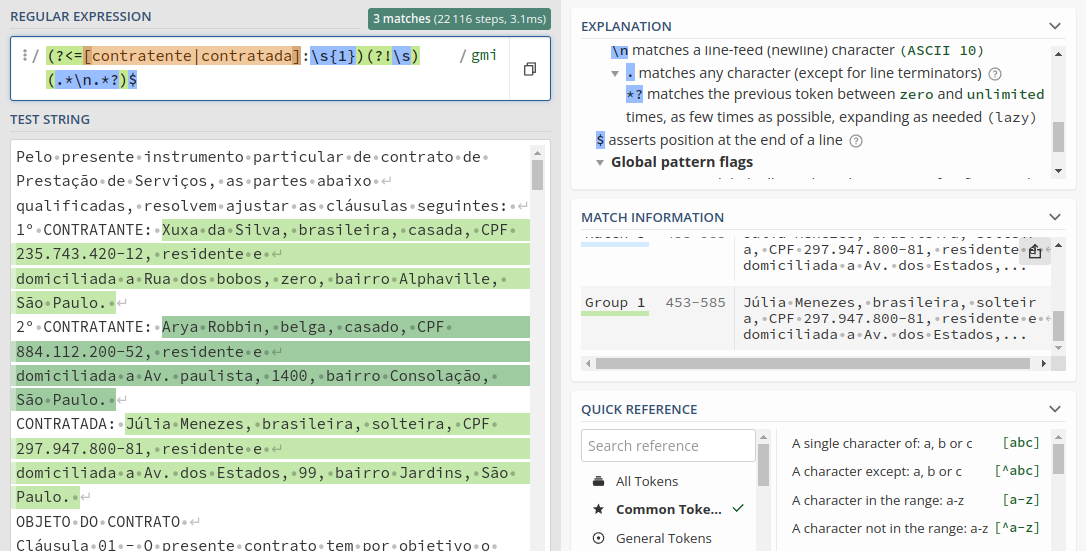 REGULAR EXPRESSION
3 matches (22 116 steps, 3.1ms)
/ (?<=[contratente|contratada]:\s{1})(?!\s)
(.*\n.*?)$
/ gmi
TEST STRING
Pelo presente instrumento particular de contrato de
Prestação de Serviços, as partes abaixo ↵
qualificadas, resolvem ajustar as cláusulas seguintes: ↵
1º CONTRATANTE: Xuxa da Silva, brasileira, casada, CPF
235.743.420-12, residente e ↵
domiciliada a Rua dos bobos, zero, bairro Alphaville,
São Paulo. ↵
2º CONTRATANTE: Arya Robbin, belga, casado, CPF
884.112.200-52, residente e ↵
domiciliada a Av. paulista, 1400, bairro Consolação,
São Paulo. ↵
CONTRATADA: Júlia Menezes, brasileira, solteira, CPF
297.947.800-81, residente e ↵
domiciliada a Av. dos Estados, 99, bairro Jardins, São
Paulo. ↵
OBJETO DO CONTRATO ↵
Cláusula 01 - O presente contrato tem por objetivo o
EXPLANATION
\n matches a line-feed (newline) character (ASCII 10)
. matches any character (except for line terminators)
*? matches the previous token between zero and unlimited
times, as few times as possible, expanding as needed (lazy)
$ asserts position at the end of a line
Global pattern flags
MATCH INFORMATION
a, CPF 297.947.800-81, residente e
domiciliada a Av. dos Estados,...
Group 1 453-585 Júlia Menezes, brasileira, solteir
a, CPF 297.947.800-81, residente e
domiciliada a Av. dos Estados,...
QUICK REFERENCE
Search reference
All Tokens
Common Toke...
General Tokens
A single character of: a, b or c [abc]
A character except: a, b or c [^abc]
A character in the range: a-z [a-z]
A character not in the range: a-z [^a-z]